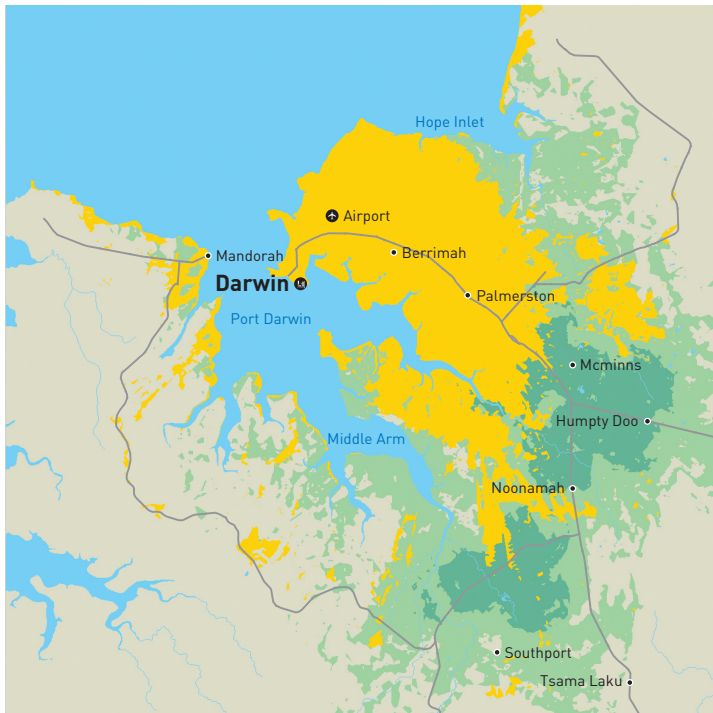 Hope Inlet
Airport
Mandorah
Berrimah
Darwin
Palmerston
Port Darwin
Mcminns
Humpty Doo
Middle Arm
Noonamah
Southport
Tsama Laku